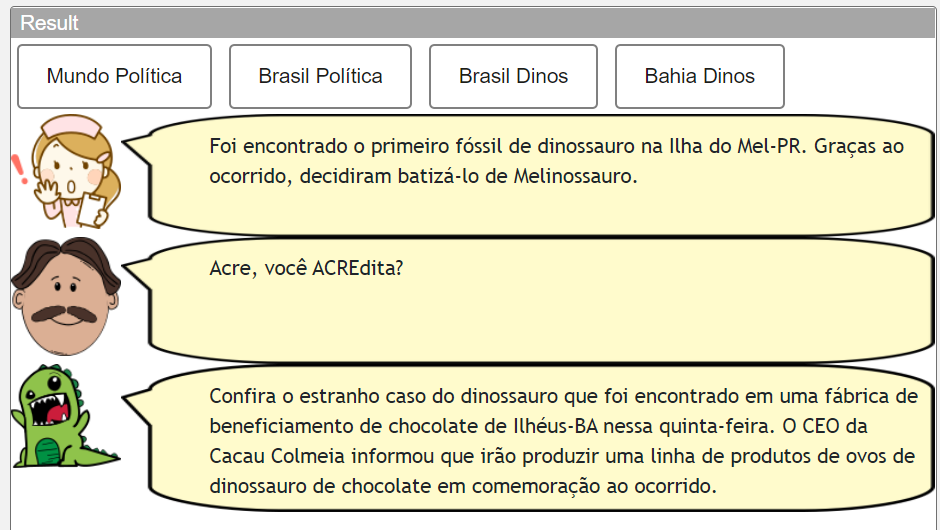 Result
Mundo Política
Brasil Política
Brasil Dinos
Bahia Dinos
Foi encontrado o primeiro fóssil de dinossauro na Ilha do Mel-PR. Graças ao
ocorrido, decidiram batizá-lo de Melinossauro.
Acre, você ACREdita?
Confira o estranho caso do dinossauro que foi encontrado em uma fábrica de
beneficiamento de chocolate de Ilhéus-BA nessa quinta-feira. O CEO da
Cacau Colmeia informou que irão produzir uma linha de produtos de ovos de
dinossauro de chocolate em comemoração ao ocorrido.